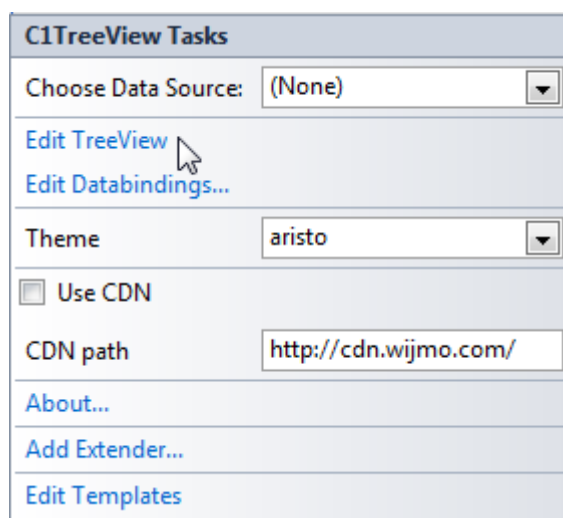 C1TreeView Tasks
Choose Data Source: (None)
Edit TreeView
Edit Databindings...
Theme aristo
Use CDN
CDN path http://cdn.wijmo.com/
About...
Add Extender...
Edit Templates